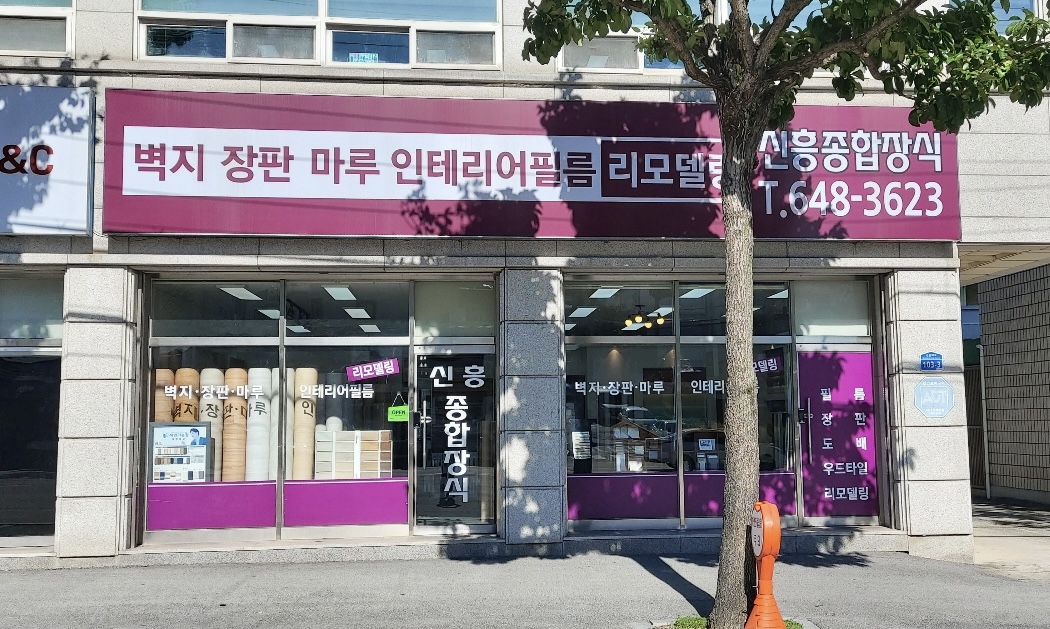 &C
벽지 장판 마루 인테리어필름 리모델링
신흥종합장식
T.648-3623
벽지·장판·마루
인테리어필름
리모델링
OPEN
신흥
종합장식
벽지·장판·마루
인테리
모델링
필름
장판
도배
우드타일
리모델링
103-2
ADT